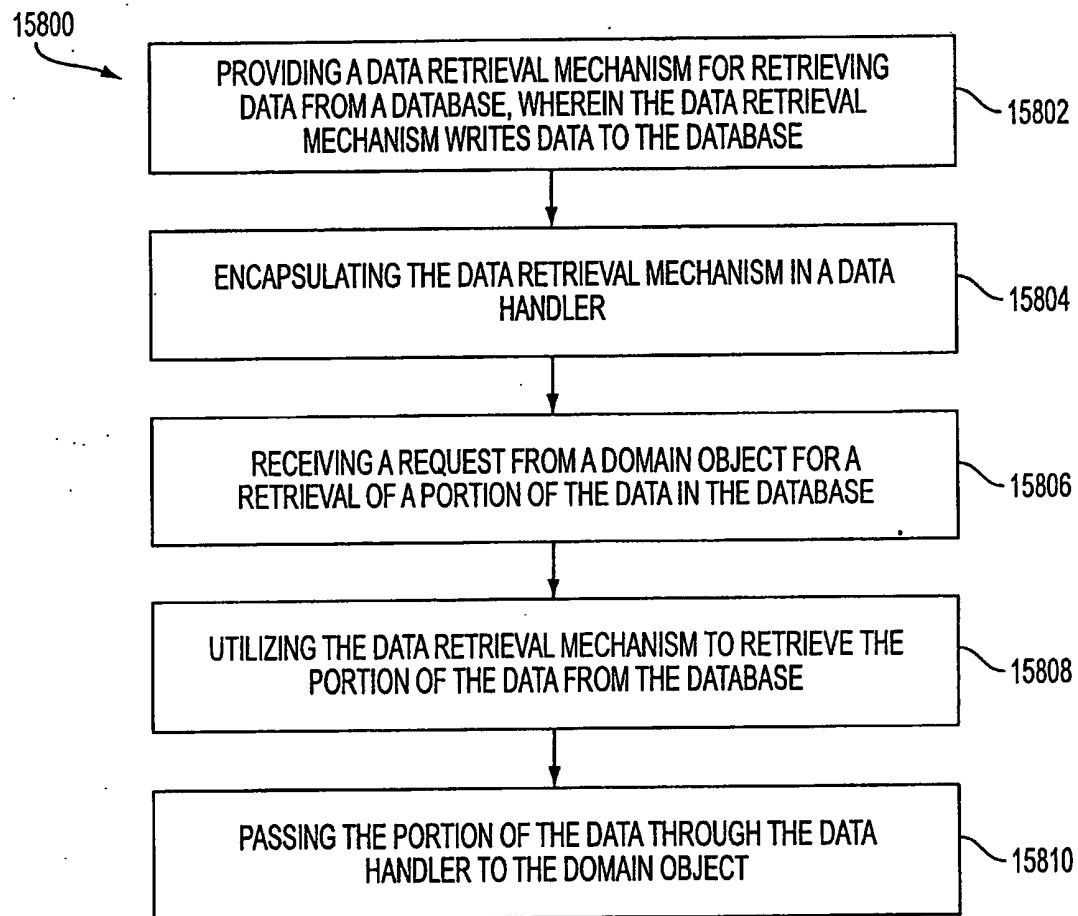 15800
PROVIDING A DATA RETRIEVAL MECHANISM FOR RETRIEVING
DATA FROM A DATABASE, WHEREIN THE DATA RETRIEVAL
MECHANISM WRITES DATA TO THE DATABASE
15802
ENCAPSULATING THE DATA RETRIEVAL MECHANISM IN A DATA
HANDLER
15804
RECEIVING A REQUEST FROM A DOMAIN OBJECT FOR A
RETRIEVAL OF A PORTION OF THE DATA IN THE DATABASE
15806
UTILIZING THE DATA RETRIEVAL MECHANISM TO RETRIEVE THE
PORTION OF THE DATA FROM THE DATABASE
15808
PASSING THE PORTION OF THE DATA THROUGH THE DATA
HANDLER TO THE DOMAIN OBJECT
15810